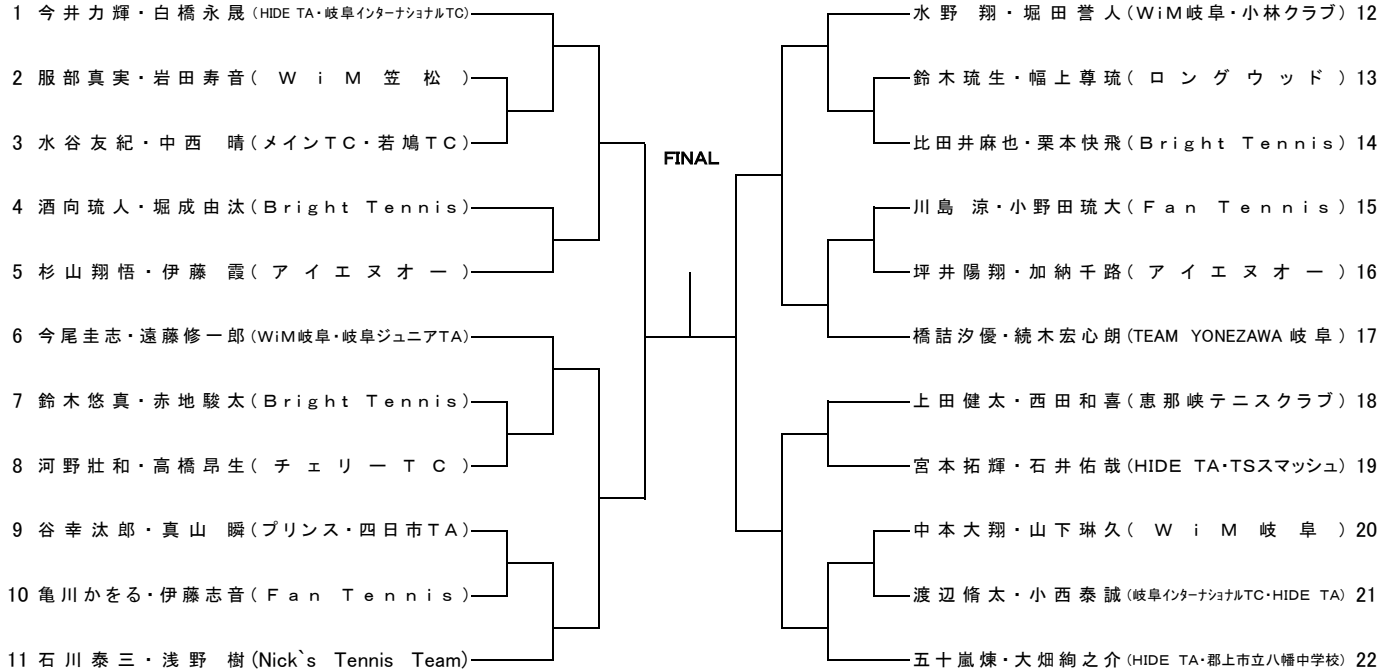 1 今井力輝・白橋永晟(HIDE TA・岐阜インターナショナルTC)
2 服部真実・岩田寿音(WiM笠松)
3 水谷友紀・中西 晴(メインTC・若鳩TC)
4 酒向琉人・堀成由汰(Bright Tennis)
5 杉山翔悟・伊藤 霞(アイエヌオー)
6 今尾圭志・遠藤修一郎(WiM岐阜・岐阜ジュニアTA)
7 鈴木悠真・赤地駿太(Bright Tennis)
8 河野壯和・高橋昂生(チェリーTC)
9 谷幸汰郎・真山 瞬(プリンス・四日市TA)
10 亀川かをる・伊藤志音(Fan Tennis)
11 石川泰三・浅野 樹(Nick`s Tennis Team)
FINAL
水野 翔・堀田誉人(WiM岐阜・小林クラブ) 12
鈴木琉生・幅上尊琉(ロングウッド) 13
比田井麻也・栗本快飛(Bright Tennis) 14
川島 涼・小野田琉大(Fan Tennis) 15
坪井陽翔・加納千路(アイエヌオー) 16
橋詰汐優・続木宏心朗(TEAM YONEZAWA 岐阜) 17
上田健太・西田和喜(恵那峡テニスクラブ) 18
宮本拓輝・石井佑哉(HIDE TA・TSスマッシュ) 19
中本大翔・山下琳久(WiM岐阜) 20
渡辺脩太・小西泰誠(岐阜インターナショナルTC・HIDE TA) 21
五十嵐煉・大畑絢之介(HIDE TA・郡上市立八幡中学校) 22